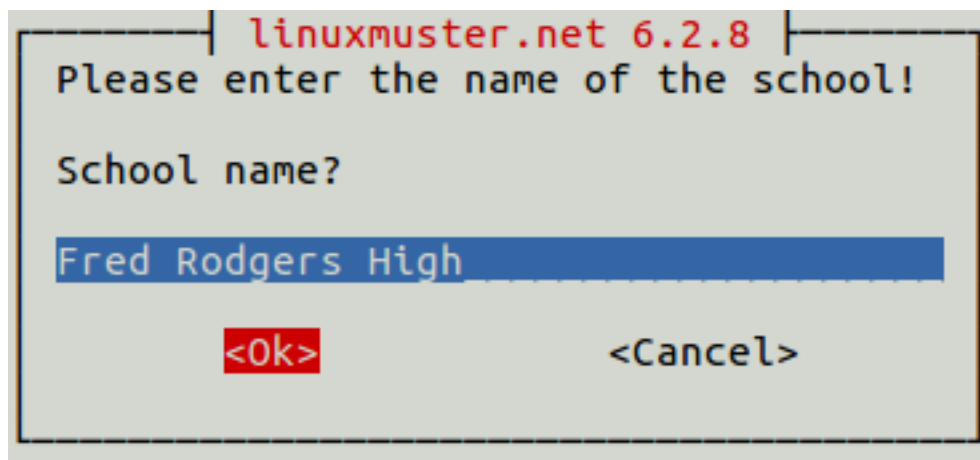 linuxmuster.net 6.2.8
Please enter the name of the school!
School name?
Fred Rodgers High
<Ok> <Cancel>